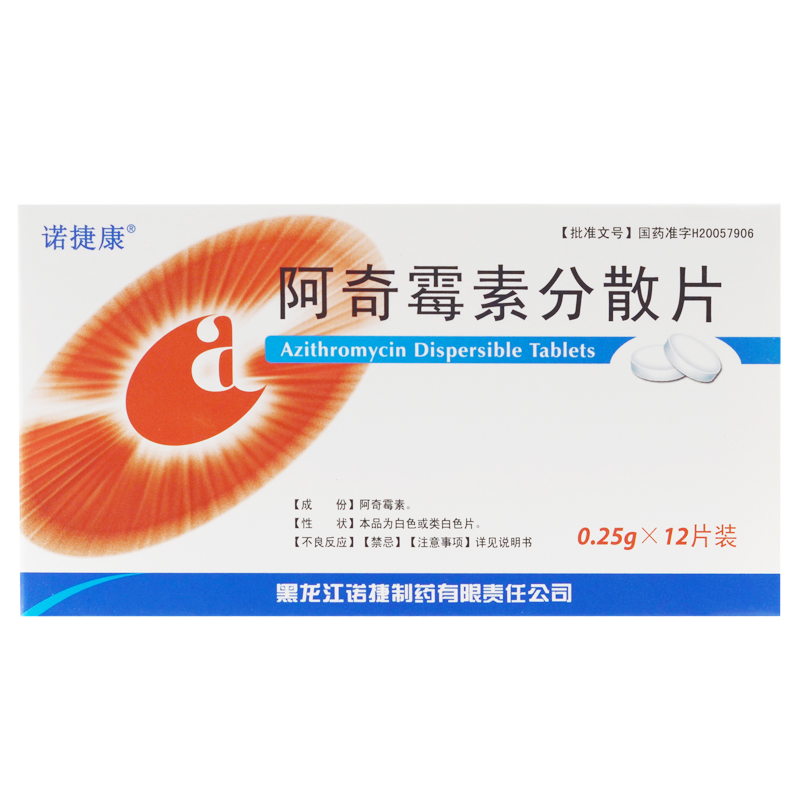 诺捷康®
【批准文号】国药准字H20057906
阿奇霉素分散片
Azithromycin Dispersible Tablets
a
【成 份】阿奇霉素。
【性 状】本品为白色或类白色片。
【不良反应】【禁忌】【注意事项】详见说明书
0.25g×12片装
黑龙江诺捷制药有限责任公司